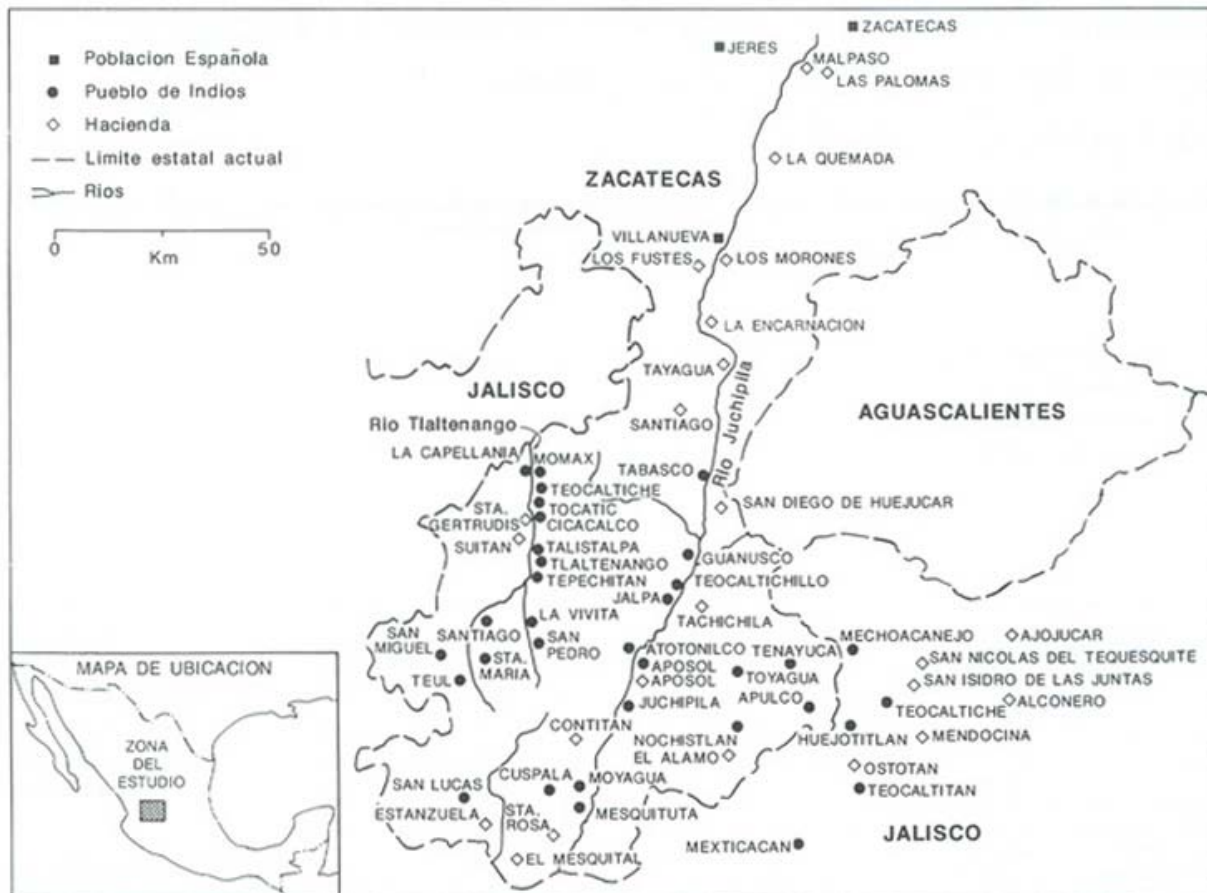 Poblacion Española
Pueblo de Indios
Hacienda
Limite estatal actual
Rios
0 50
Km
ZACATECAS
JERES
MALPASO
LAS PALOMAS
LA QUEMADA
ZACATECAS
VILLANUEVA
LOS FUSTES
LOS MORONES
LA ENCARNACION
TAYAGUA
JALISCO
Rio Juchipila
AGUASCALIENTES
SANTIAGO
Rio Tlaltenango
LA CAPELLANIA
MOMAX
TABASCO
TEOCALTICHE
TOCATIC
STA.
GERTRUDIS
CICACALCO
SAN DIEGO DE HUEJUCAR
SUITAN
TALISTALPA
TLALTENANGO
GUANUSCO
TEPECHITAN
TEOCALTICHILLO
JALPA
LA VIVITA
TACHICHILA
SAN
MIGUEL
SANTIAGO
SAN
PEDRO
STA.
MARIA
TEUL
ATOTONILCO
TENAYUCA
MECHOACANEJO
AJOJUCAR
APOSOL
APOSOL
TOYAGUA
SAN NICOLAS DEL TEQUESQUITE
SAN ISIDRO DE LAS JUNTAS
JUCHIPILA
APULCO
TEOCALTICHE
ALCONERO
CONTITAN
NOCHISTLAN
HUEJOTITLAN
MENDOCINA
EL ALAMO
OSTOTAN
SAN LUCAS
CUSPALA
MOYAGUA
TEOCALTITAN
ESTANZUELA
STA.
ROSA
MESQUITUTA
JALISCO
EL MESQUITAL
MEXTICACAN
MAPA DE UBICACION
ZONA
DEL
ESTUDIO